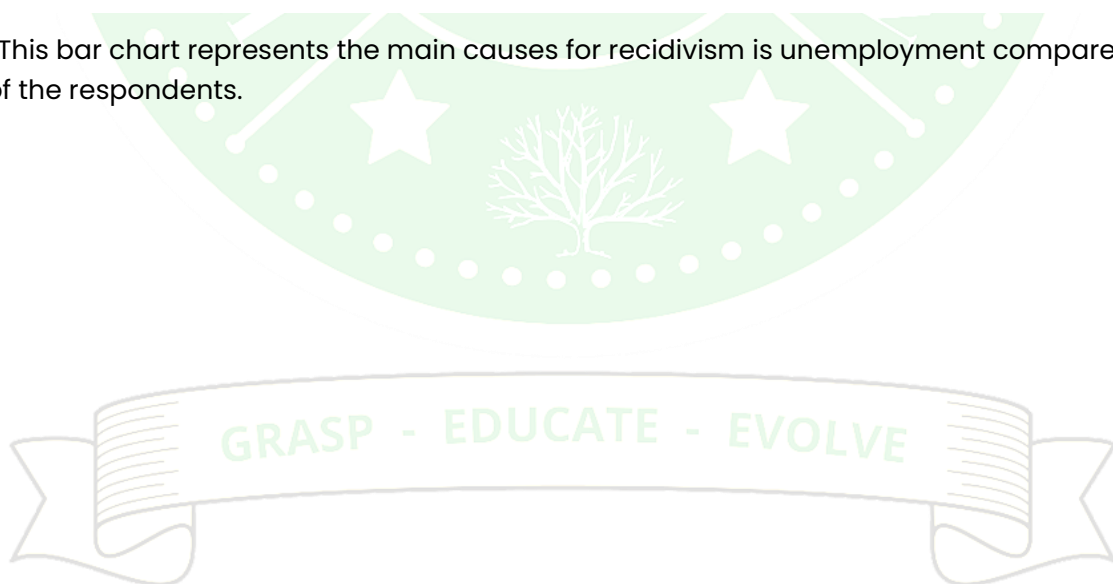 This bar chart represents the main causes for recidivism is unemployment compare
of the respondents.
GRASP - EDUCATE - EVOLVE